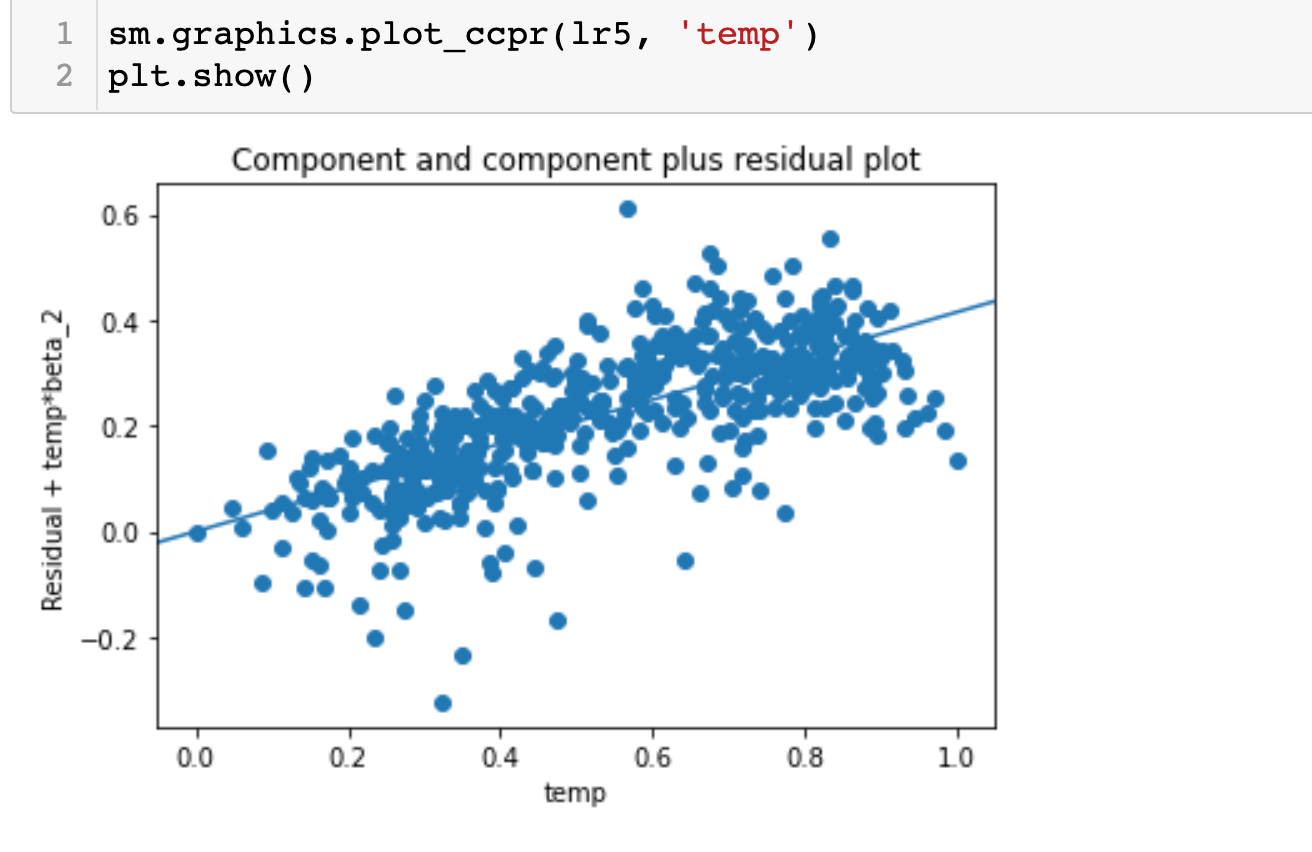 1 sm.graphics.plot_ccpr(lr5, 'temp')
2 plt.show()
Component and component plus residual plot
Residual + temp*beta_2
0.6
0.4
0.2
0.0
−0.2
0.0 0.2 0.4 0.6 0.8 1.0
temp